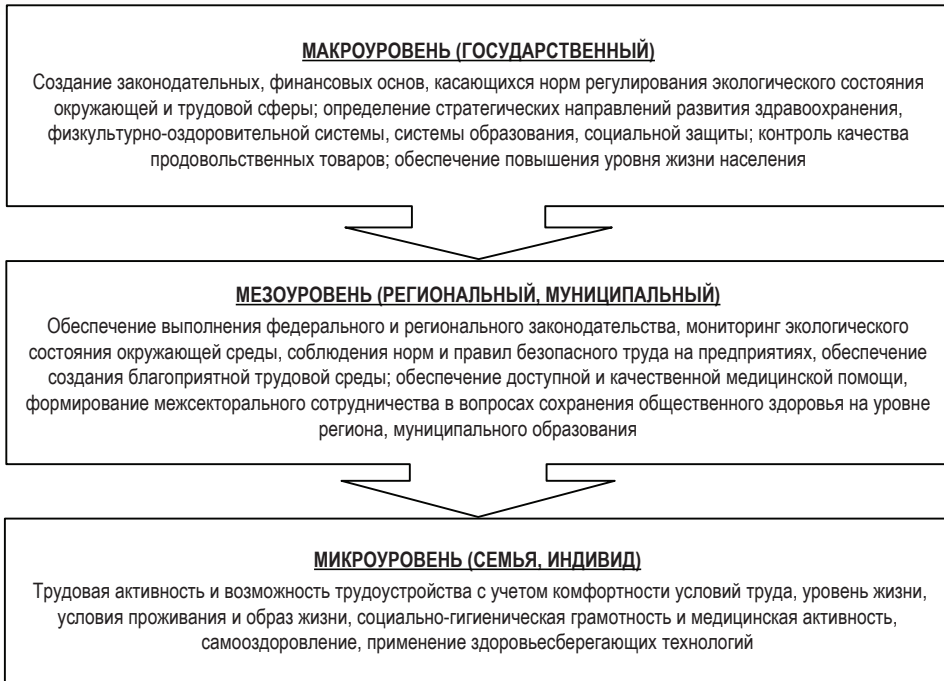 МАКРОУРОВЕНЬ (ГОСУДАРСТВЕННЫЙ)
Создание законодательных, финансовых основ, касающихся норм регулирования экологического состояния
окружающей и трудовой сферы; определение стратегических направлений развития здравоохранения,
физкультурно-оздоровительной системы, системы образования, социальной защиты; контроль качества
продовольственных товаров; обеспечение повышения уровня жизни населения
МЕЗОУРОВЕНЬ (РЕГИОНАЛЬНЫЙ, МУНИЦИПАЛЬНЫЙ)
Обеспечение выполнения федерального и регионального законодательства, мониторинг экологического
состояния окружающей среды, соблюдения норм и правил безопасного труда на предприятиях, обеспечение
создания благоприятной трудовой среды; обеспечение доступной и качественной медицинской помощи,
формирование межсекторального сотрудничества в вопросах сохранения общественного здоровья на уровне
региона, муниципального образования
МИКРОУРОВЕНЬ (СЕМЬЯ, ИНДИВИД)
Трудовая активность и возможность трудоустройства с учетом комфортности условий труда, уровень жизни,
условия проживания и образ жизни, социально-гигиеническая грамотность и медицинская активность,
самооздоровление, применение здоровьесберегающих технологий